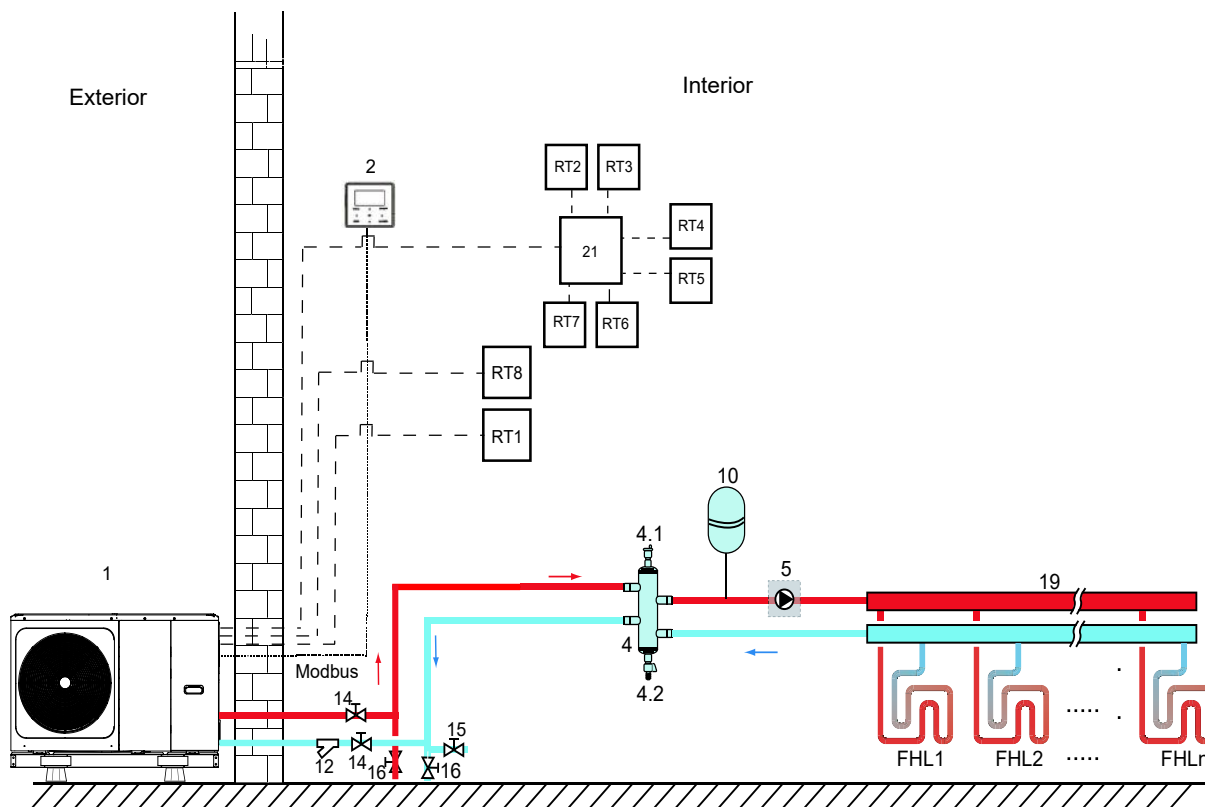 Exterior
Interior
2
RT2
RT3
RT4
21
RT5
RT7
RT6
RT8
RT1
10
4.1
1
5
19
4
Modbus
4.2
14
15
12
14
16
16
FHL1
FHL2
.....
.....
FHLn